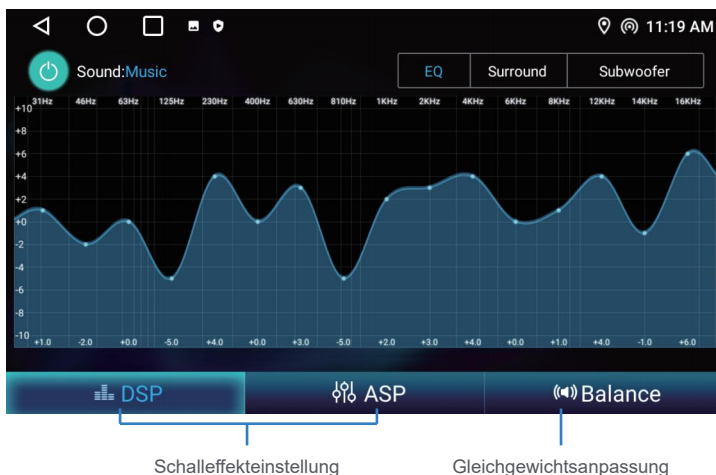 11:19 AM
Sound:Music
EQ Surround Subwoofer
31Hz 46Hz 63Hz 125Hz 230Hz 400Hz 630Hz 810Hz 1KHz 2KHz 4KHz 6KHz 8KHz 12KHz 14KHz 16KHz
+10
+8
+6
+4
+2
+0
-2
-4
-6
-8
-10
+1.0 -2.0 +0.0 -5.0 +4.0 +0.0 +3.0 -5.0 +2.0 +3.0 +4.0 +0.0 +1.0 +4.0 -1.0 +6.0
DSP ASP Balance
Schalleffekteinstellung Gleichgewichtsanpassung